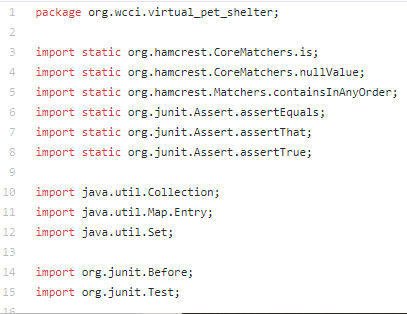 1 package org.wcci.virtual_pet_shelter;
2
3 import static org.hamcrest.CoreMatchers.is;
4 import static org.hamcrest.CoreMatchers.nullValue;
5 import static org.hamcrest.Matchers.containsInAnyOrder;
6 import static org.junit.Assert.assertEquals;
7 import static org.junit.Assert.assertThat;
8 import static org.junit.Assert.assertTrue;
9
10 import java.util.Collection;
11 import java.util.Map.Entry;
12 import java.util.Set;
13
14 import org.junit.Before;
15 import org.junit.Test;
16